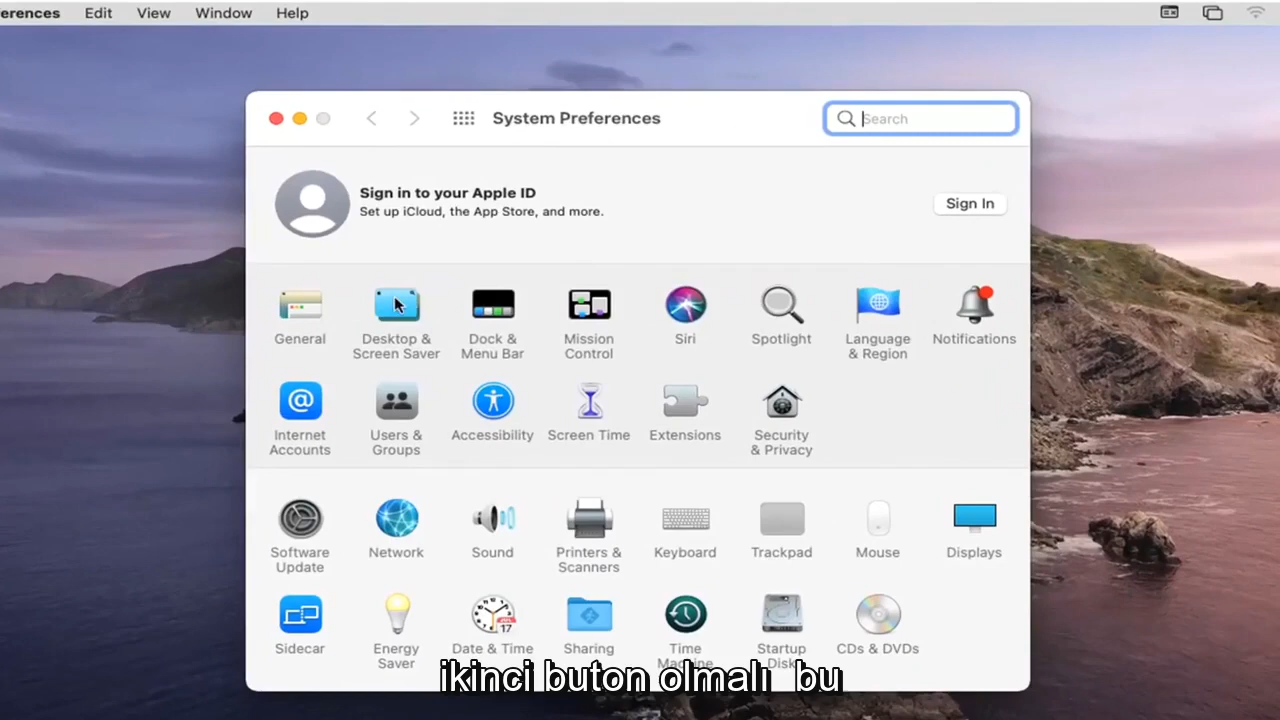 erences Edit View Window Help
System Preferences
Search
Sign in to your Apple ID
Set up iCloud, the App Store, and more.
Sign In
General
Desktop &
Screen Saver
Dock &
Menu Bar
Mission
Control
Siri
Spotlight
Language
& Region
Notifications
Internet
Accounts
Users &
Groups
Accessibility
Screen Time
Extensions
Security
& Privacy
Software
Update
Network
Sound
Printers &
Scanners
Keyboard
Trackpad
Mouse
Displays
Sidecar
Energy
Saver
Date & Time
Sharing
Time
Machine
Startup
Disk
CDs & DVDs
ikinci buton olmalı bu